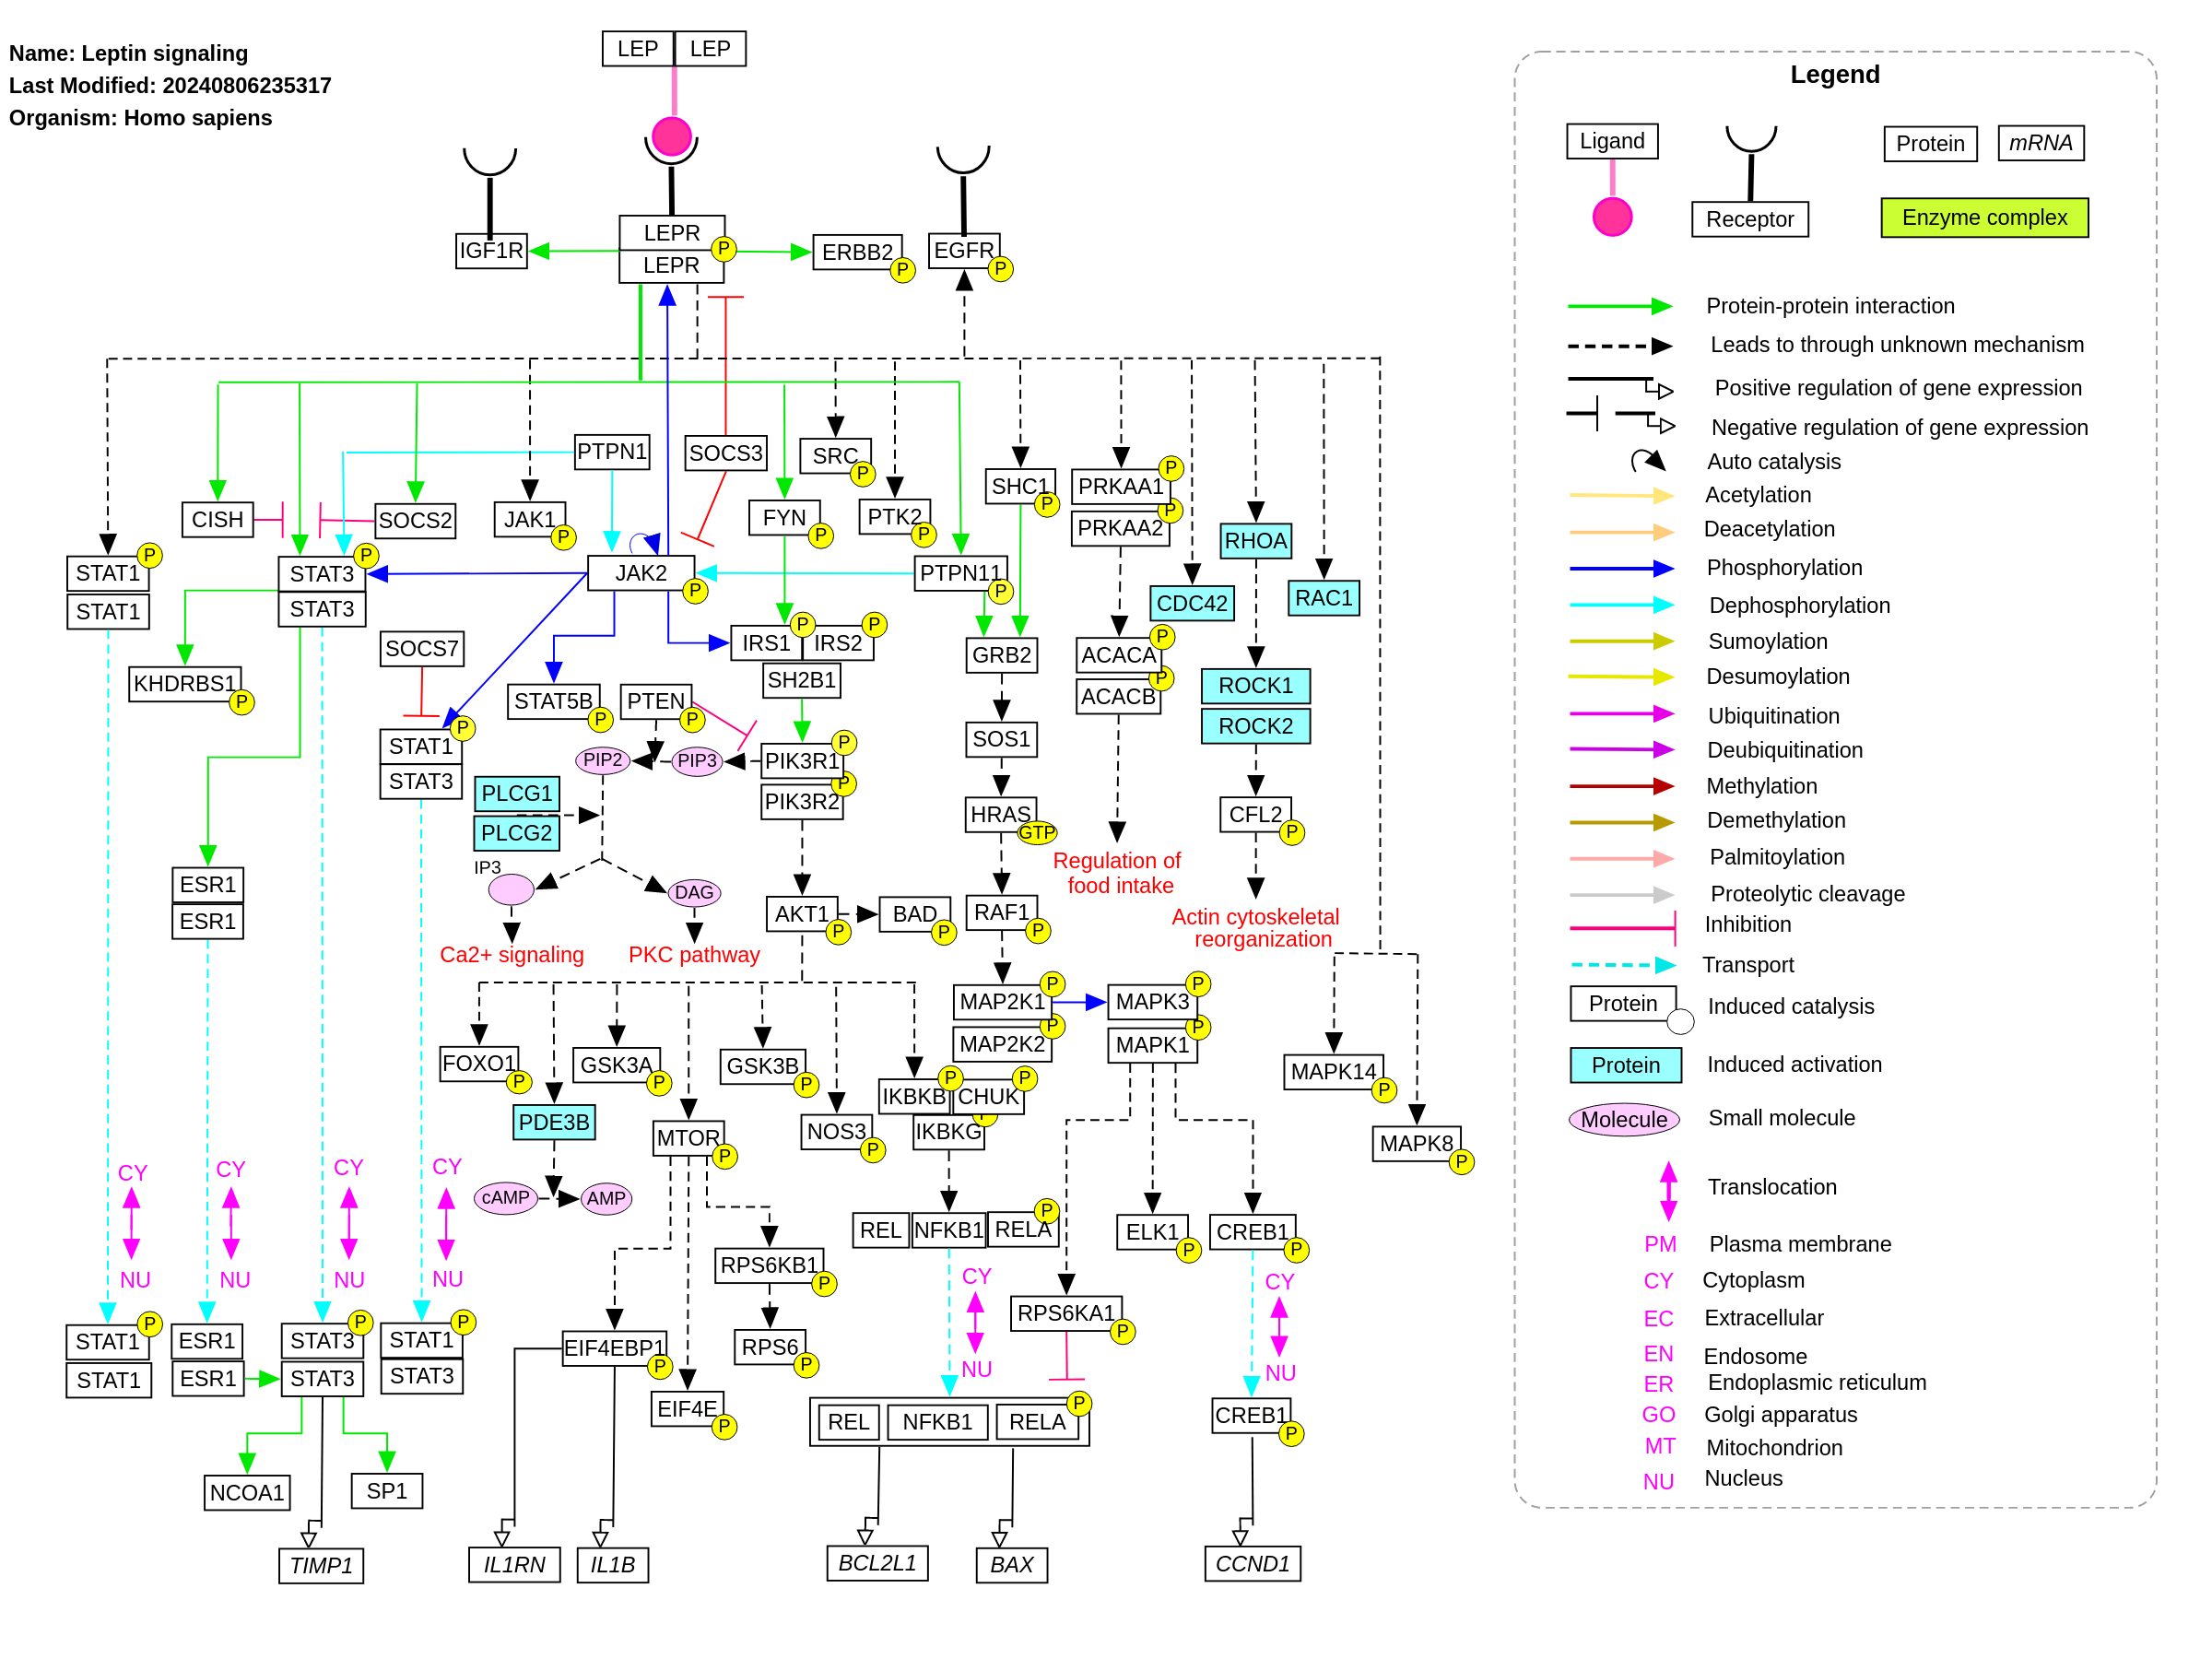 Name: Leptin signaling
Last Modified: 20240806235317
Organism: Homo sapiens
LEP LEP
IGF1R
LEPR
P
LEPR
ERBB2
P
EGFR
P
PTPN1
SOCS3
SRC
P
CISH
SOCS2
JAK1
P
FYN
P
PTK2
P
SHC1
P
PRKAA1
P
PRKAA2
P
RHOA
STAT1
P
STAT1
STAT3
P
STAT3
JAK2
P
PTPN11
P
CDC42
RAC1
KHDRBS1
P
SOCS7
STAT5B
P
PTEN
P
IRS1
P
IRS2
P
SH2B1
GRB2
ACACA
P
ACACB
P
ROCK1
ROCK2
STAT1
P
STAT3
PIP2
PIP3
PIK3R1
P
PIK3R2
P
SOS1
PLCG1
PLCG2
HRAS
GTP
CFL2
P
IP3
DAG
Regulation of
food intake
ESR1
ESR1
AKT1
P
BAD
P
RAF1
P
Actin cytoskeletal
reorganization
Ca2+ signaling
PKC pathway
MAP2K1
P
MAP2K2
P
MAPK3
P
MAPK1
P
FOXO1
P
GSK3A
P
GSK3B
P
MAPK14
P
IKBKB
P
CHUK
P
IKBKG
P
PDE3B
MTOR
P
NOS3
P
MAPK8
P
CY
CY
CY
CY
cAMP
AMP
REL
NFKB1
RELA
P
ELK1
P
CREB1
P
NU
NU
NU
NU
RPS6KB1
P
CY
CY
RPS6KA1
P
STAT1
P
STAT1
ESR1
ESR1
STAT3
P
STAT3
STAT1
P
STAT3
EIF4EBP1
P
RPS6
P
NU
NU
EIF4E
P
REL
NFKB1
RELA
P
CREB1
P
NCOA1
SP1
TIMP1
IL1RN
IL1B
BCL2L1
BAX
CCND1
Legend
Ligand
Receptor
Protein
mRNA
Enzyme complex
Protein-protein interaction
Leads to through unknown mechanism
Positive regulation of gene expression
Negative regulation of gene expression
Auto catalysis
Acetylation
Deacetylation
Phosphorylation
Dephosphorylation
Sumoylation
Desumoylation
Ubiquitination
Deubiquitination
Methylation
Demethylation
Palmitoylation
Proteolytic cleavage
Inhibition
Transport
Protein
Induced catalysis
Protein
Induced activation
Molecule
Small molecule
Translocation
PM Plasma membrane
CY Cytoplasm
EC Extracellular
EN Endosome
ER Endoplasmic reticulum
GO Golgi apparatus
MT Mitochondrion
NU Nucleus